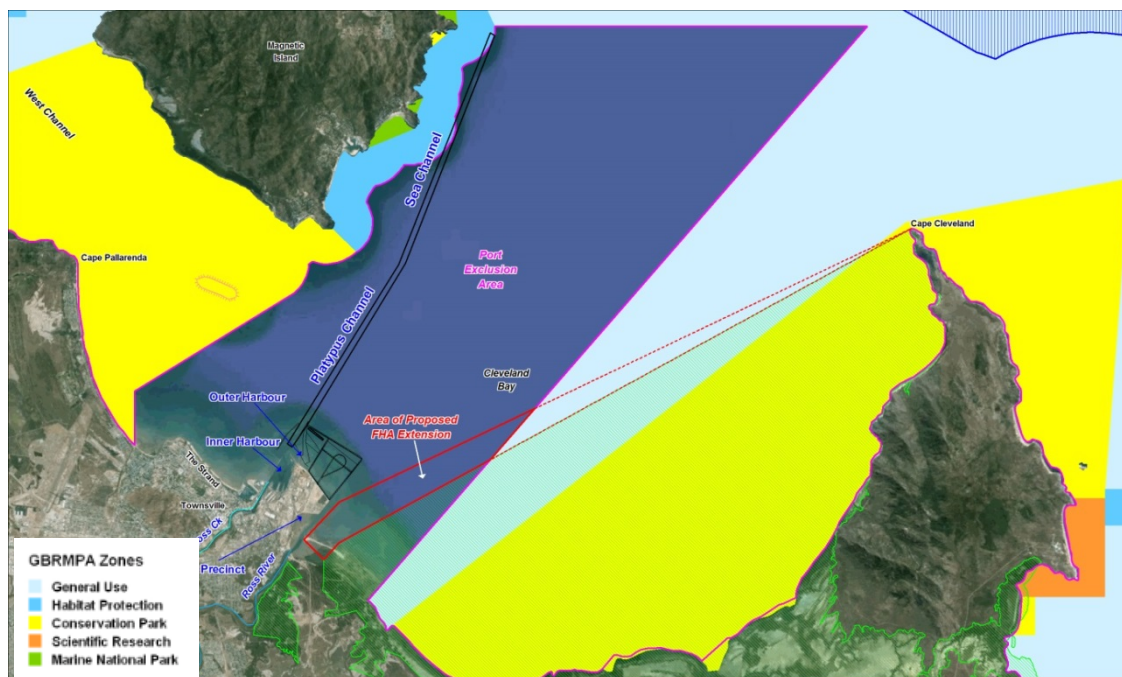 Magnetic
Island
West Channel
Sea Channel
Cape Cleveland
Cape Pallarenda
Port
Exclusion
Area
Platypus Channel
Cleveland
Bay
Outer Harbour
Area of Proposed
FHA Extension
Inner Harbour
The Strand
Townsville
oss Ck
Precinct
Ross River
GBRMPA Zones
General Use
Habitat Protection
Conservation Park
Scientific Research
Marine National Park